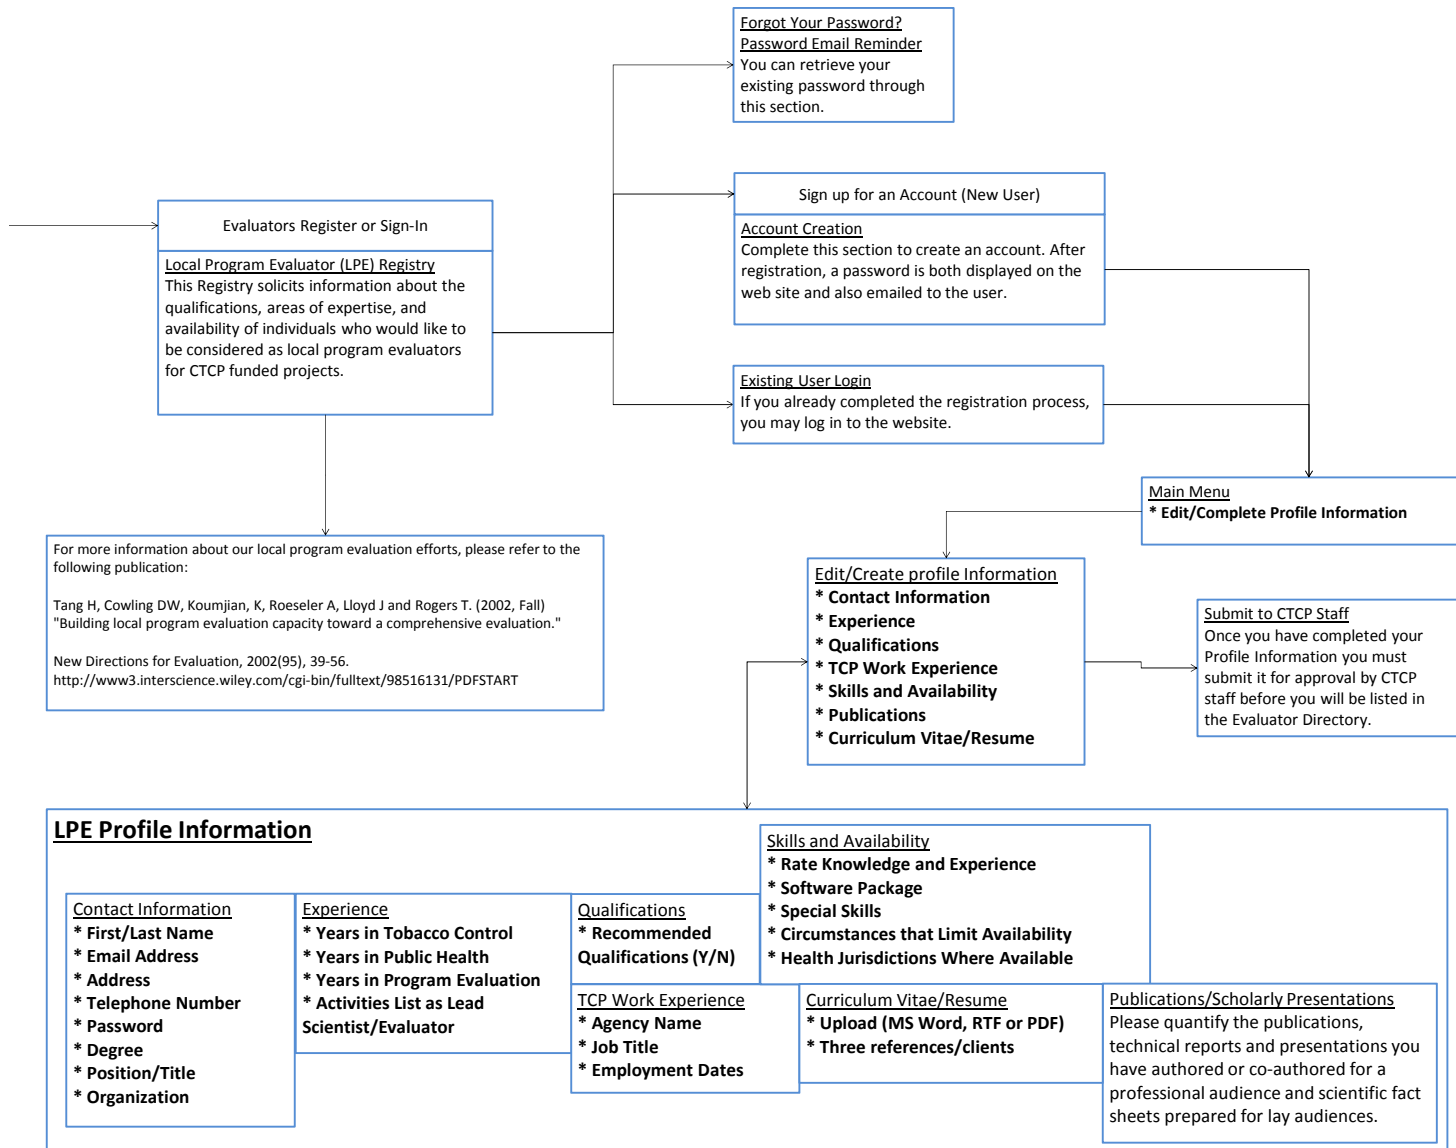 Forgot Your Password?
Password Email Reminder
You can retrieve your
existing password through
this section.
Sign up for an Account (New User)
Account Creation
Complete this section to create an account. After
registration, a password is both displayed on the
web site and also emailed to the user.
Evaluators Register or Sign-In
Local Program Evaluator (LPE) Registry
This Registry solicits information about the
qualifications, areas of expertise, and
availability of individuals who would like to
be considered as local program evaluators
for CTCP funded projects.
Existing User Login
If you already completed the registration process,
you may log in to the website.
Main Menu
* Edit/Complete Profile Information
For more information about our local program evaluation efforts, please refer to the
following publication:
Tang H, Cowling DW, Koumjian, K, Roeseler A, Lloyd J and Rogers T. (2002, Fall)
"Building local program evaluation capacity toward a comprehensive evaluation."
New Directions for Evaluation, 2002(95), 39-56.
http://www3.interscience.wiley.com/cgi-bin/fulltext/98516131/PDFSTART
Edit/Create profile Information
* Contact Information
* Experience
* Qualifications
* TCP Work Experience
* Skills and Availability
* Publications
* Curriculum Vitae/Resume
Submit to CTCP Staff
Once you have completed your
Profile Information you must
submit it for approval by CTCP
staff before you will be listed in
the Evaluator Directory.
LPE Profile Information
Contact Information
* First/Last Name
* Email Address
* Address
* Telephone Number
* Password
* Degree
* Position/Title
* Organization
Experience
* Years in Tobacco Control
* Years in Public Health
* Years in Program Evaluation
* Activities List as Lead
Scientist/Evaluator
Qualifications
* Recommended
Qualifications (Y/N)
Skills and Availability
* Rate Knowledge and Experience
* Software Package
* Special Skills
* Circumstances that Limit Availability
* Health Jurisdictions Where Available
TCP Work Experience
* Agency Name
* Job Title
* Employment Dates
Curriculum Vitae/Resume
* Upload (MS Word, RTF or PDF)
* Three references/clients
Publications/Scholarly Presentations
Please quantify the publications,
technical reports and presentations you
have authored or co-authored for a
professional audience and scientific fact
sheets prepared for lay audiences.